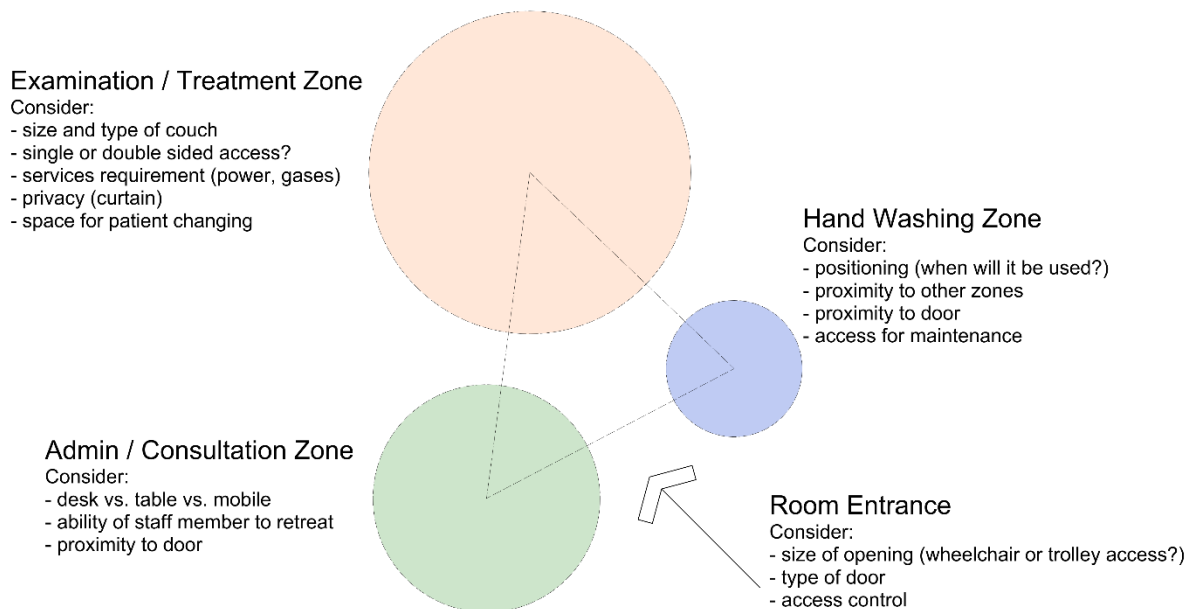 Examination / Treatment Zone
Consider:
- size and type of couch
- single or double sided access?
- services requirement (power, gases)
- privacy (curtain)
- space for patient changing
Hand Washing Zone
Consider:
- positioning (when will it be used?)
- proximity to other zones
- proximity to door
- access for maintenance
Admin / Consultation Zone
Consider:
- desk vs. table vs. mobile
- ability of staff member to retreat
- proximity to door
Room Entrance
Consider:
- size of opening (wheelchair or trolley access?)
- type of door
- access control